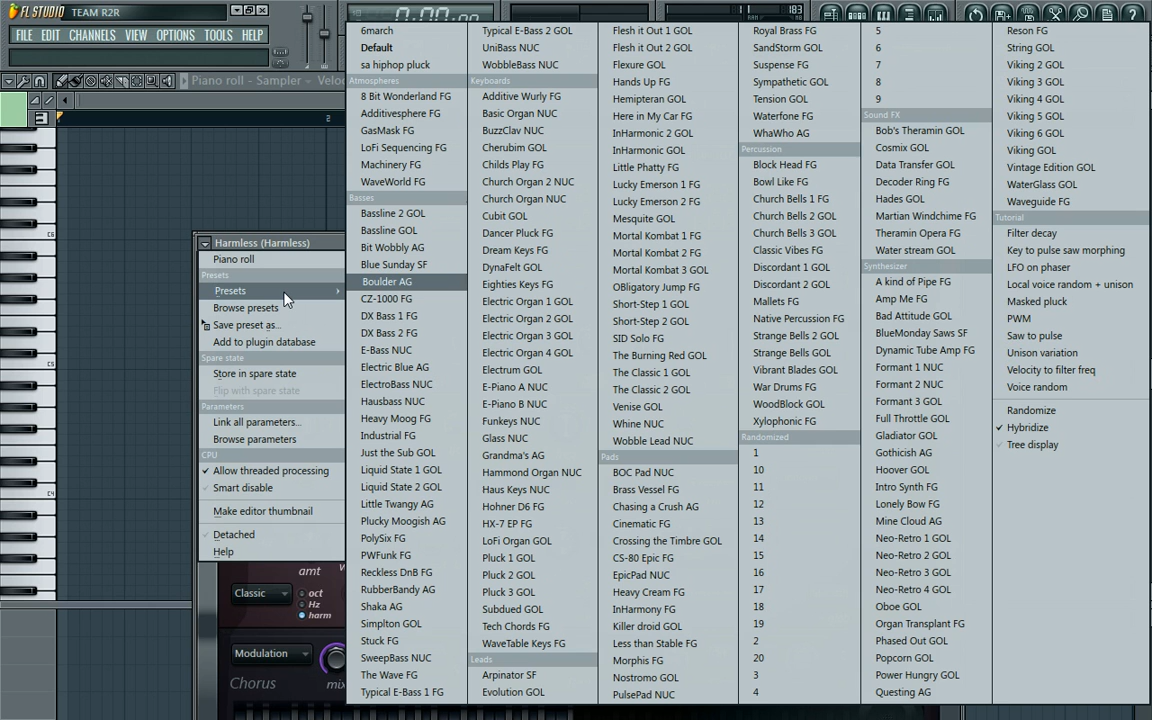 FL STUDIO TEAM R2R
FILE EDIT CHANNELS VIEW OPTIONS TOOLS HELP
0:00:00
183
Piano roll - Sampler - Velo
2
C6
C5
C4
Harmless (Harmless)
Piano roll
Presets
Presets
Browse presets
Save preset as...
Add to plugin database
Spare state
Store in spare state
Flip with spare state
Parameters
Link all parameters...
Browse parameters
CPU
Allow threaded processing
Smart disable
Make editor thumbnail
Detached
Help
amt
Classic
oct
Hz
harm
Modulation
Chorus
mix
6march
Default
sa hiphop pluck
Atmospheres
8 Bit Wonderland FG
Additivesphere FG
GasMask FG
LoFi Sequencing FG
Machinery FG
WaveWorld FG
Basses
Bassline 2 GOL
Bassline GOL
Bit Wobbly AG
Blue Sunday SF
Boulder AG
CZ-1000 FG
DX Bass 1 FG
DX Bass 2 FG
E-Bass NUC
Electric Blue AG
ElectroBass NUC
Hausbass NUC
Heavy Moog FG
Industrial FG
Just the Sub GOL
Liquid State 1 GOL
Liquid State 2 GOL
Little Twangy AG
Plucky Moogish AG
PolySix FG
PWFunk FG
Reckless DnB FG
RubberBandy AG
Shaka AG
Simplton GOL
Stuck FG
SweepBass NUC
The Wave FG
Typical E-Bass 1 FG
Typical E-Bass 2 GOL
UniBass NUC
WobbleBass NUC
Keyboards
Additive Wurly FG
Basic Organ NUC
BuzzClav NUC
Cherubim GOL
Childs Play FG
Church Organ 2 NUC
Church Organ NUC
Cubit GOL
Dancer Pluck FG
Dream Keys FG
DynaFelt GOL
Eighties Keys FG
Electric Organ 1 GOL
Electric Organ 2 GOL
Electric Organ 3 GOL
Electric Organ 4 GOL
Electrum GOL
E-Piano A NUC
E-Piano B NUC
Funkeys NUC
Glass NUC
Grandma's AG
Hammond Organ NUC
Haus Keys NUC
Hohner D6 FG
HX-7 EP FG
LoFi Organ GOL
Pluck 1 GOL
Pluck 2 GOL
Pluck 3 GOL
Subdued GOL
Tech Chords FG
WaveTable Keys FG
Leads
Arpinator SF
Evolution GOL
Flesh it Out 1 GOL
Flesh it Out 2 GOL
Flexure GOL
Hands Up FG
Hemipteran GOL
Here in My Car FG
InHarmonic 2 GOL
InHarmonic GOL
Little Phatty FG
Lucky Emerson 1 FG
Lucky Emerson 2 FG
Mesquite GOL
Mortal Kombat 1 FG
Mortal Kombat 2 FG
Mortal Kombat 3 GOL
OBligatory Jump FG
Short-Step 1 GOL
Short-Step 2 GOL
SID Solo FG
The Burning Red GOL
The Classic 1 GOL
The Classic 2 GOL
Venise GOL
Whine NUC
Wobble Lead NUC
Pads
BOC Pad NUC
Brass Vessel FG
Chasing a Crush AG
Cinematic FG
Crossing the Timbre GOL
CS-80 Epic FG
EpicPad NUC
Heavy Cream FG
InHarmony FG
Killer droid GOL
Less than Stable FG
Morphis FG
Nostromo GOL
PulsePad NUC
Royal Brass FG
SandStorm GOL
Suspense FG
Sympathetic GOL
Tension GOL
Waterfone FG
WhaWho AG
Percussion
Block Head FG
Bowl Like FG
Church Bells 1 FG
Church Bells 2 GOL
Church Bells 3 GOL
Classic Vibes FG
Discordant 1 GOL
Discordant 2 GOL
Mallets FG
Native Percussion FG
Strange Bells 2 GOL
Strange Bells GOL
Vibrant Blades GOL
War Drums FG
WoodBlock GOL
Xylophonic FG
Randomized
1
10
11
12
13
14
15
16
17
18
19
2
20
3
4
5
6
7
8
9
Sound FX
Bob's Theramin GOL
Cosmix GOL
Data Transfer GOL
Decoder Ring FG
Hades GOL
Martian Windchime FG
Theramin Opera FG
Water stream GOL
Synthesizer
A kind of Pipe FG
Amp Me FG
Bad Attitude GOL
BlueMonday Saws SF
Dynamic Tube Amp FG
Formant 1 NUC
Formant 2 NUC
Formant 3 GOL
Full Throttle GOL
Gladiator GOL
Gothicish AG
Hoover GOL
Intro Synth FG
Lonely Bow FG
Mine Cloud AG
Neo-Retro 1 GOL
Neo-Retro 2 GOL
Neo-Retro 3 GOL
Neo-Retro 4 GOL
Oboe GOL
Organ Transplant FG
Phased Out GOL
Popcorn GOL
Power Hungry GOL
Questing AG
Reson FG
String GOL
Viking 2 GOL
Viking 3 GOL
Viking 4 GOL
Viking 5 GOL
Viking 6 GOL
Viking GOL
Vintage Edition GOL
WaterGlass GOL
Waveguide FG
Tutorial
Filter decay
Key to pulse saw morphing
LFO on phaser
Local voice random + unison
Masked pluck
PWM
Saw to pulse
Unison variation
Velocity to filter freq
Voice random
Randomize
Hybridize
Tree display